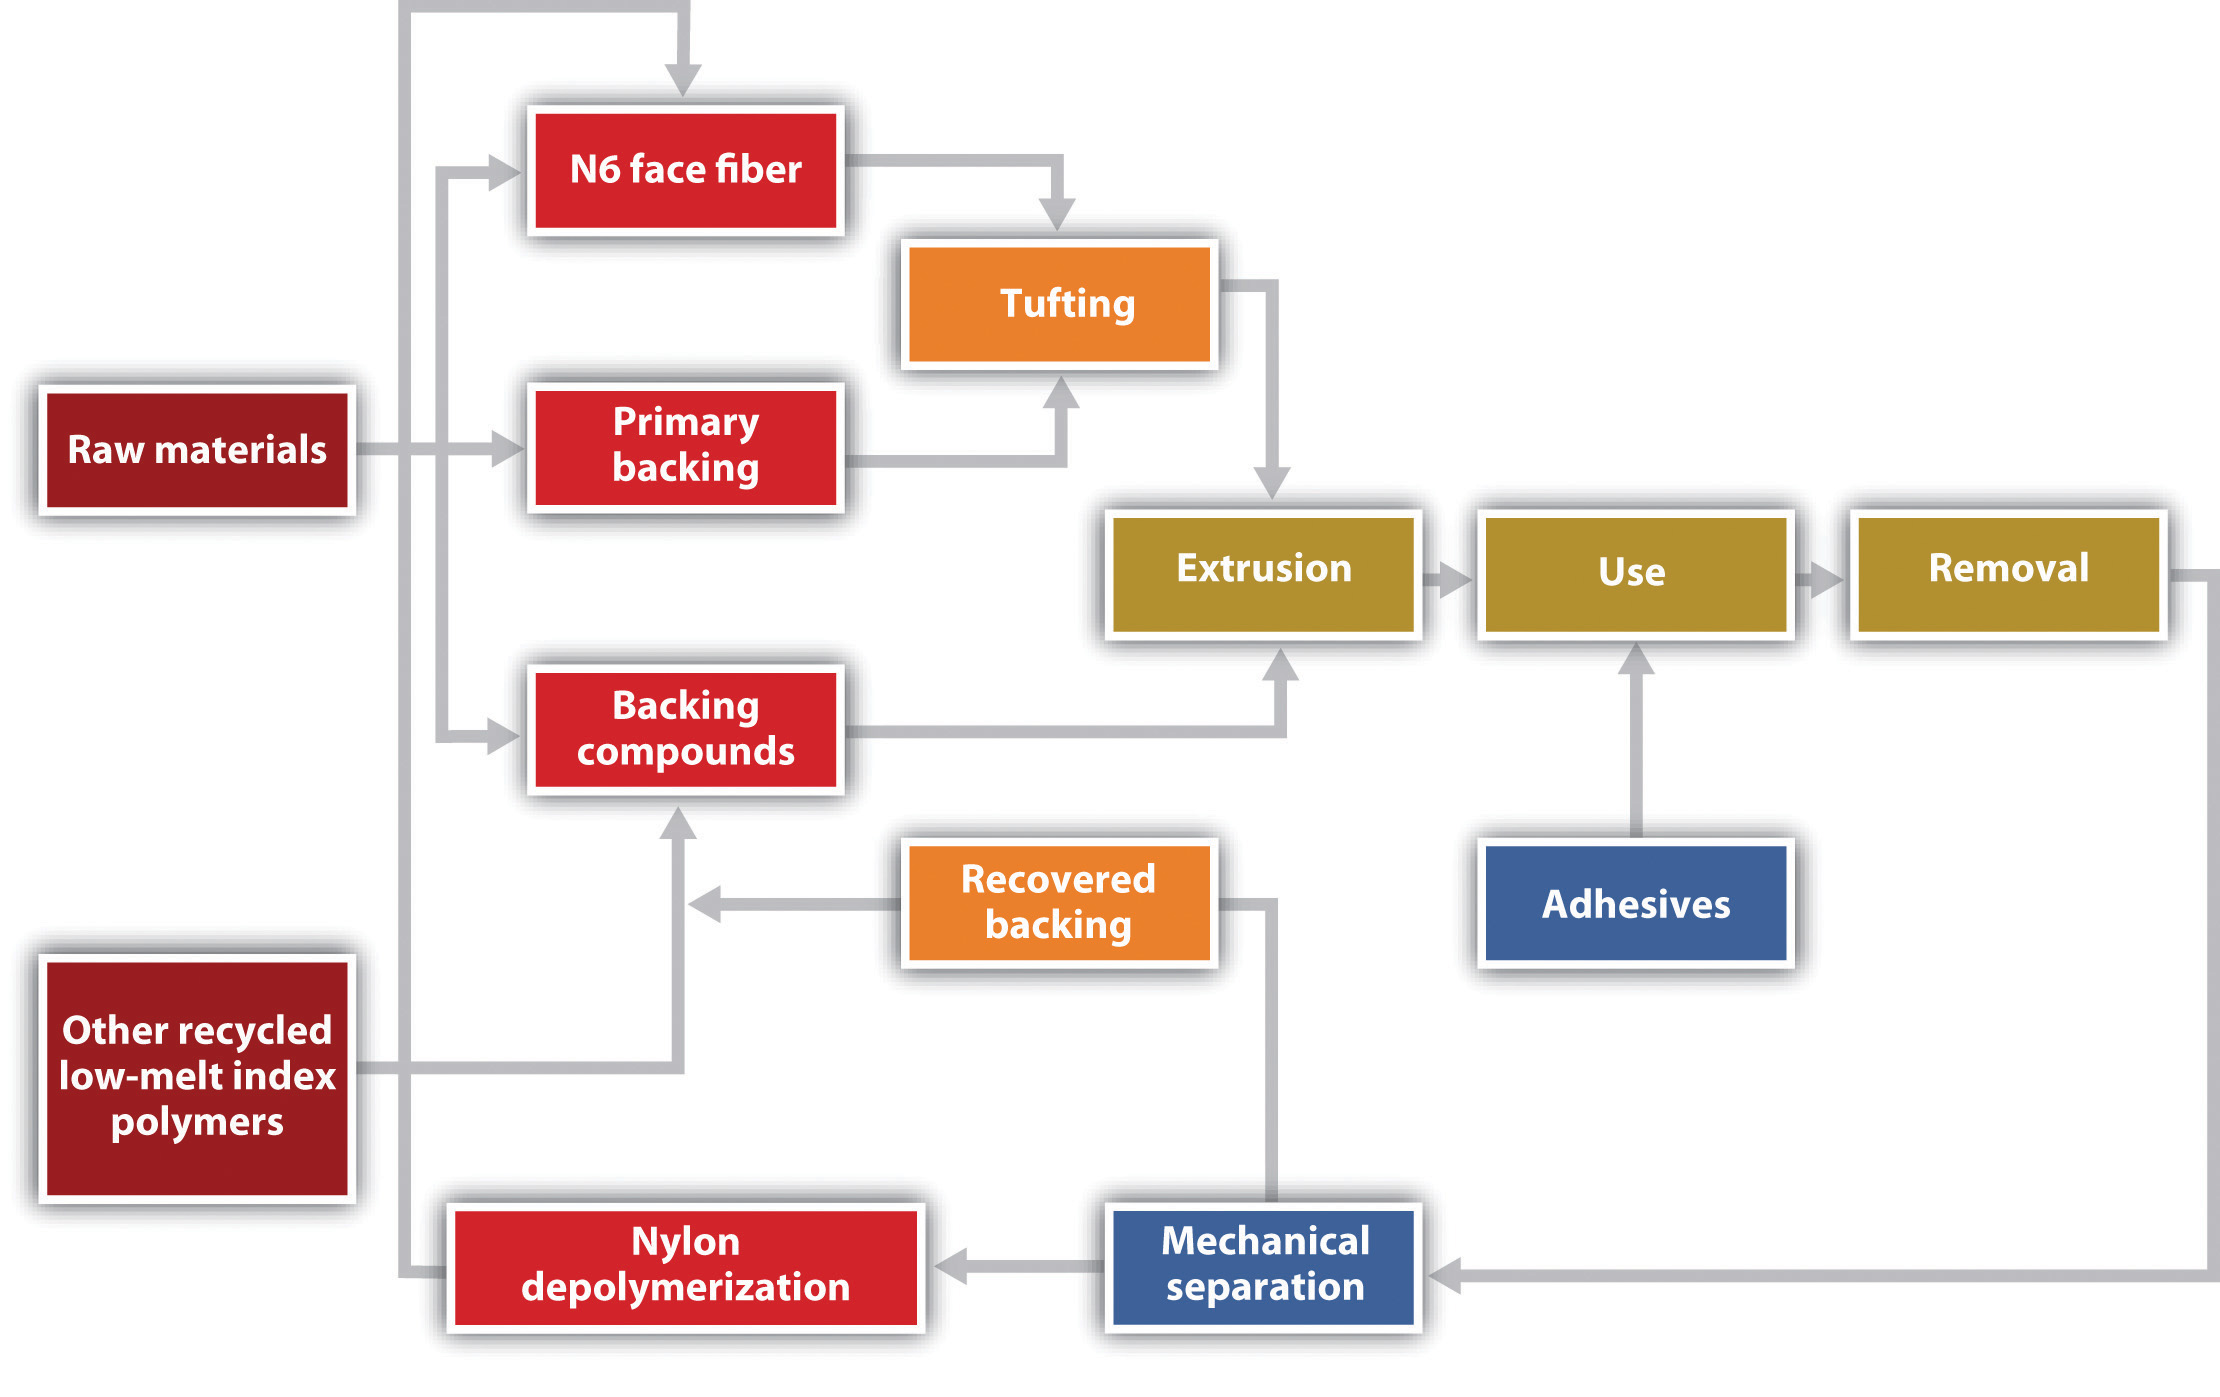 N6 face fiber
Tufting
Raw materials
Primary
backing
Extrusion
Use
Removal
Backing
compounds
Recovered
backing
Adhesives
Other recycled
low-melt index
polymers
Nylon
depolymerization
Mechanical
separation